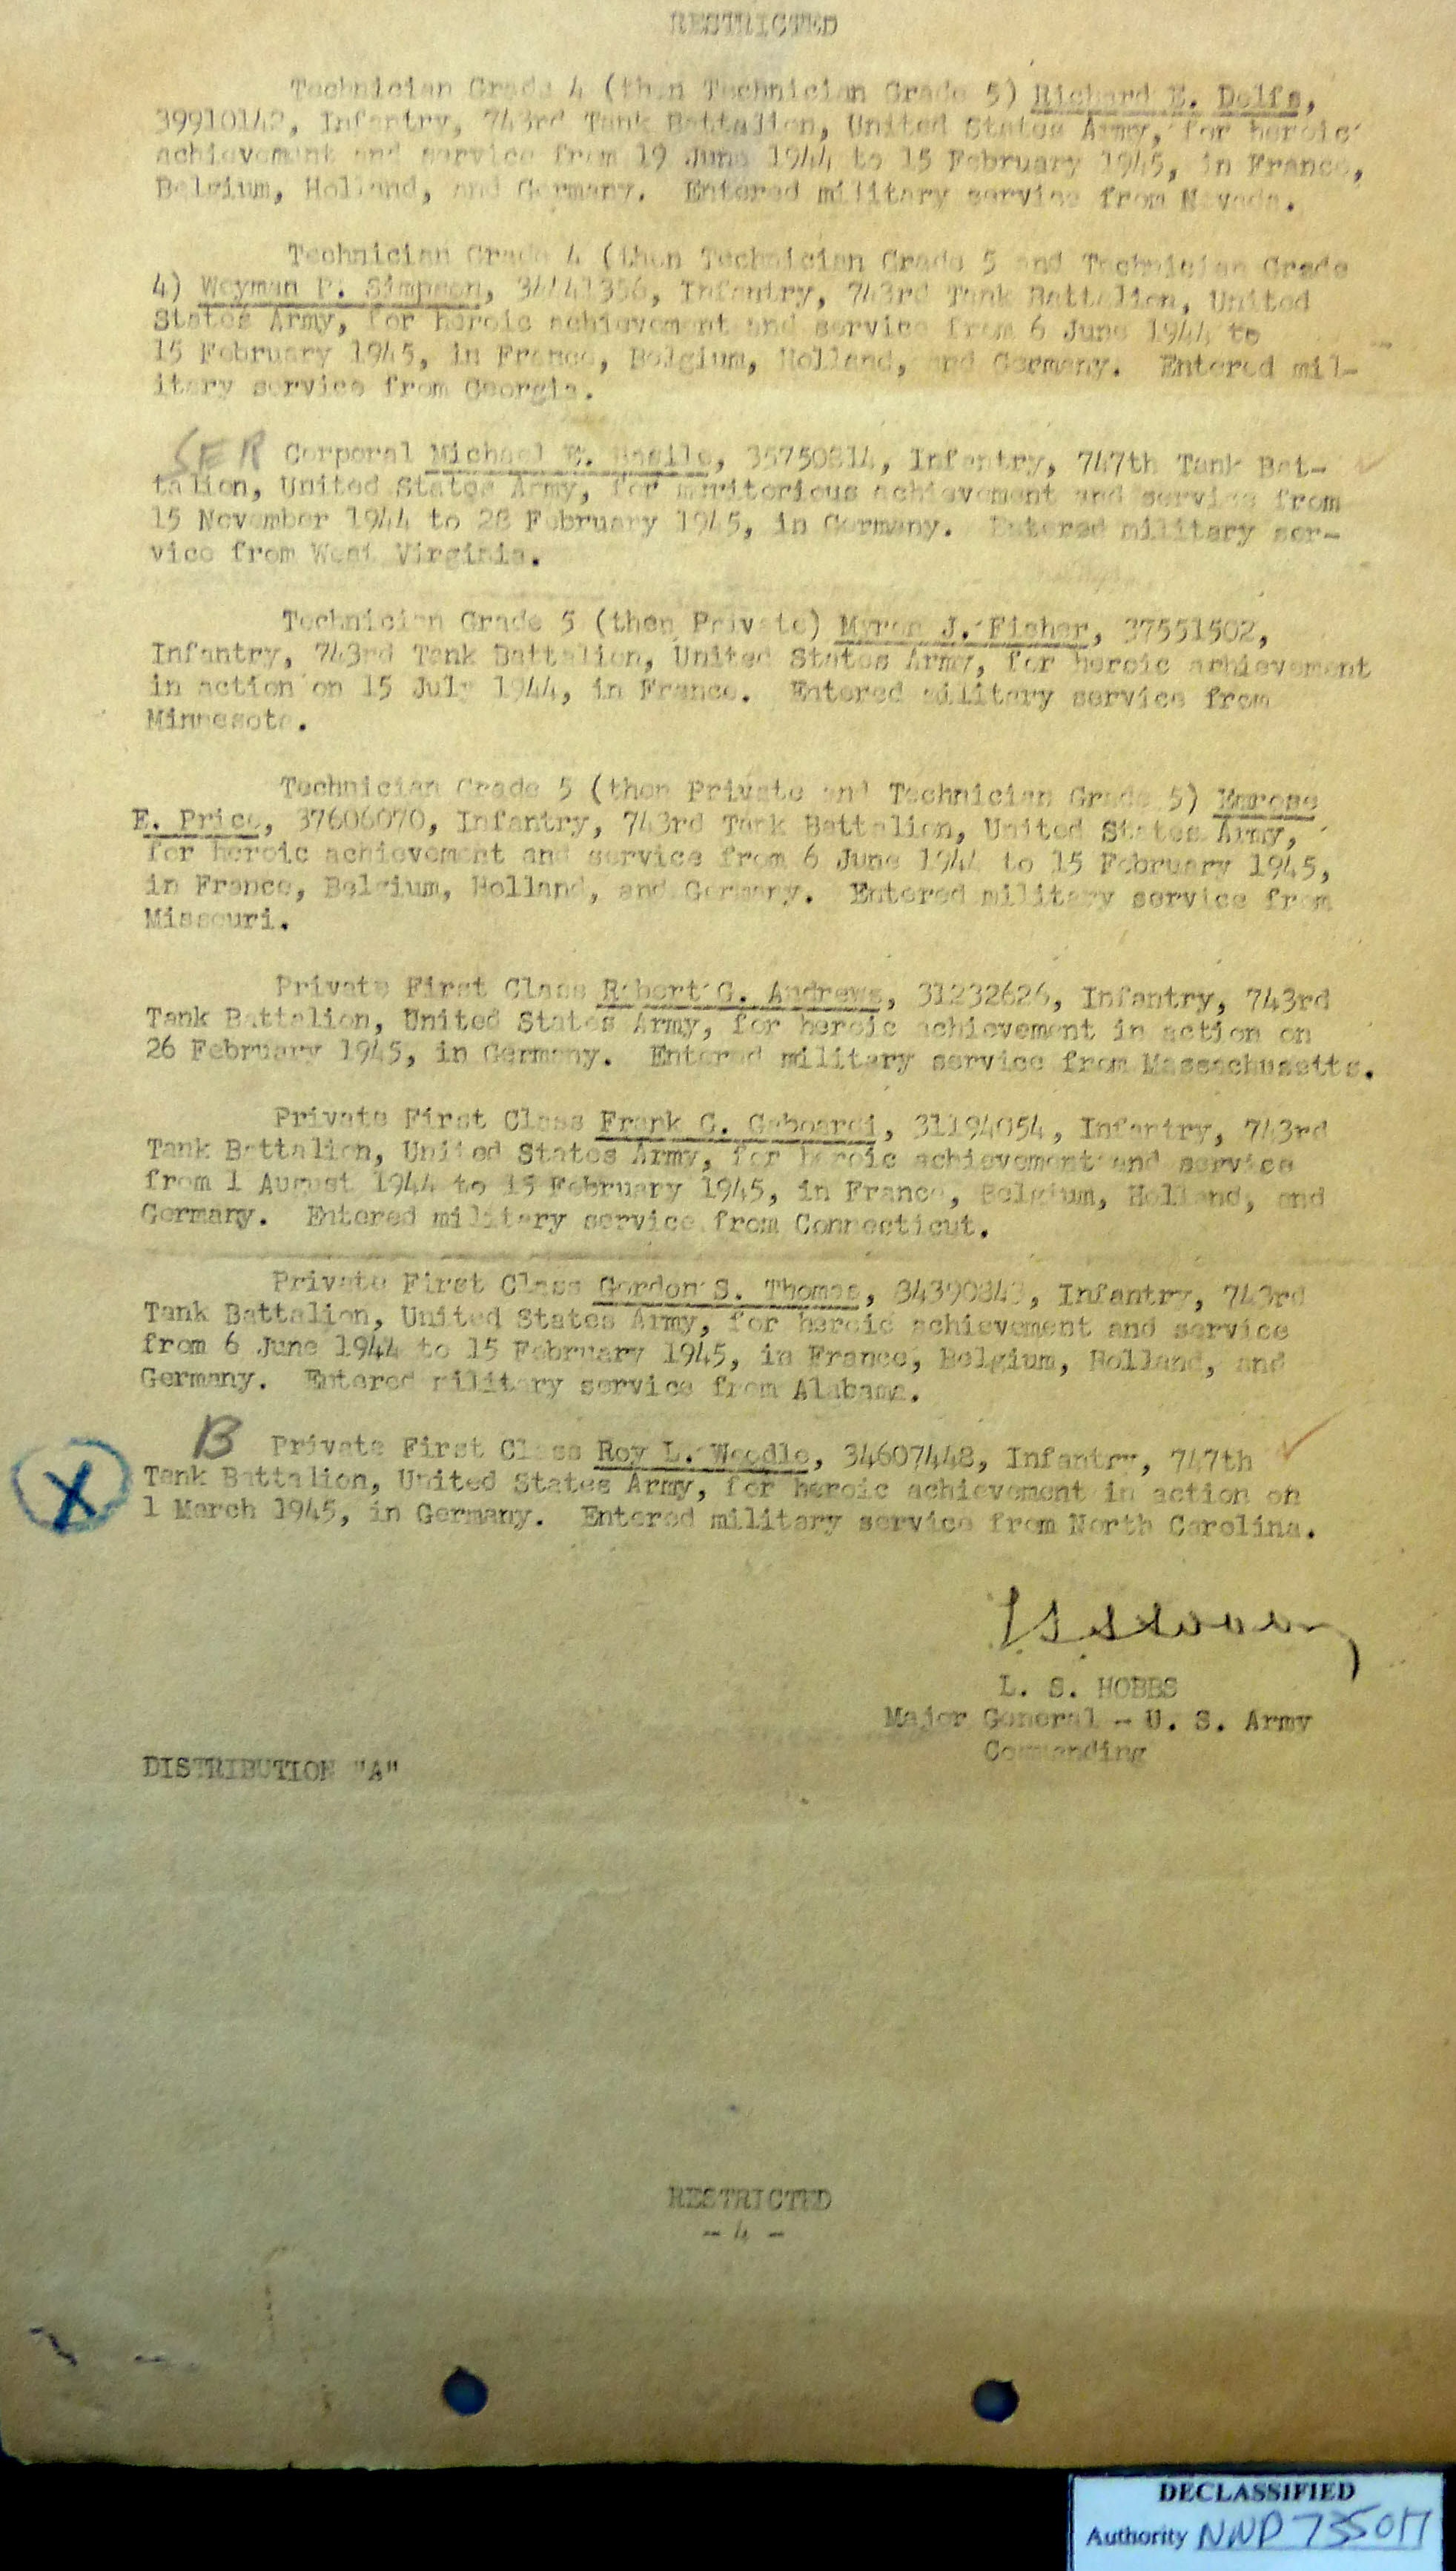 RESTRICTED
Technician Grade 4 (then Technician Grade 5) Richard E. Dolfs,
39910142, Infantry, 743rd Tank Battalion, United States Army, for heroic
achievement and service from 19 June 1944 to 15 February 1945, in France,
Belgium, Holland, and Germany. Entered military service from Nevada.
Technician Grade 4 (then Technician Grade 5 and Technician Grade
4) Weyman Simpson, 34141356, Infantry, 743rd Tank Battalion, United
States Army, for heroic achievement and service from 6 June 1944 to
15 February 1945, in France, Belgium, Holland, and Germany. Entered mil-
itary service from Georgia.
SER Corporal Michael E. Basile, 35750814, Infantry, 747th Tank Bat-
talion, United States Army, for meritorious achievement and service from
15 November 1944 to 28 February 1945, in Germany. Entered military ser-
vice from West Virginia.
Technician Grade 5 (then Private) Myron J. Fisher, 37551502,
Infantry, 743rd Tank Battalion, United States Army, for heroic achievement
in action on 15 July 1944, in France. Entered military service from
Minnesota.
Technician Grade 5 (then Private and Technician Grade 5) Emrose
E. Price, 37606070, Infantry, 743rd Tank Battalion, United States Army,
for heroic achievement and service from 6 June 1944 to 15 February 1945,
in France, Belgium, Holland, and Germany. Entered military service from
Missouri.
Private First Class Robert G. Andrews, 31232626, Infantry, 743rd
Tank Battalion, United States Army, for heroic achievement in action on
26 February 1945, in Germany. Entered military service from Massachusetts.
Private First Class Frank G. Gaboardi, 31194054, Infantry, 743rd
Tank Battalion, United States Army, for heroic achievement and service
from 1 August 1944 to 15 February 1945, in France, Belgium, Holland, and
Germany. Entered military service from Connecticut.
Private First Class Gordon S. Thomas, 34390843, Infantry, 743rd
Tank Battalion, United States Army, for heroic achievement and service
from 6 June 1944 to 15 February 1945, in France, Belgium, Holland, and
Germany. Entered military service from Alabama.
B Private First Class Roy L. Weodle, 34607448, Infantry, 747th
X Tank Battalion, United States Army, for heroic achievement in action on
1 March 1945, in Germany. Entered military service from North Carolina.
L. S. HOBBS
Major General - U. S. Army
Commanding
DISTRIBUTION "A"
RESTRICTED
- 4 -
DECLASSIFIED
Authority NND 735017